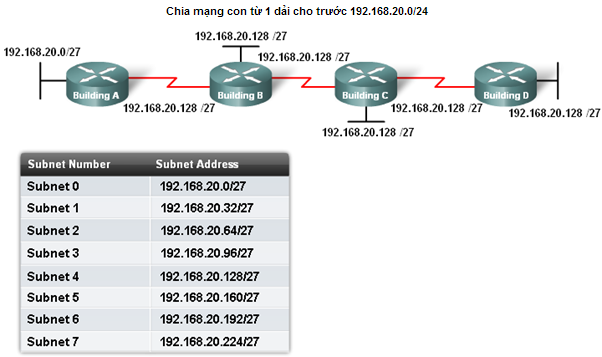 Chia mạng con từ 1 dải cho trước 192.168.20.0/24
192.168.20.128 /27
192.168.20.0/27
192.168.20.128 /27
192.168.20.128 /27
Building A
Building B
Building C
Building D
192.168.20.128 /27
192.168.20.128 /27
192.168.20.128 /27
192.168.20.128 /27
Subnet Number Subnet Address
Subnet 0 192.168.20.0/27
Subnet 1 192.168.20.32/27
Subnet 2 192.168.20.64/27
Subnet 3 192.168.20.96/27
Subnet 4 192.168.20.128/27
Subnet 5 192.168.20.160/27
Subnet 6 192.168.20.192/27
Subnet 7 192.168.20.224/27